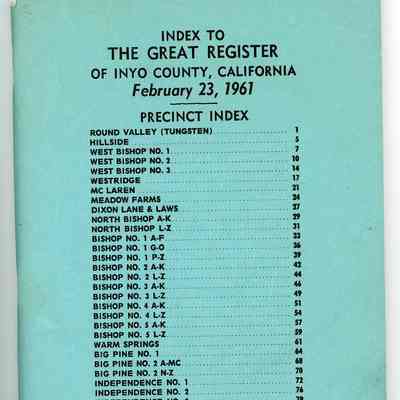 INDEX TO
THE GREAT REGISTER
OF INYO COUNTY, CALIFORNIA
February 23, 1961
PRECINCT INDEX
ROUND VALLEY (TUNGSTEN) 1
HILLSIDE 5
WEST BISHOP NO. 1 7
WEST BISHOP NO. 2 10
WEST BISHOP NO. 3 14
WESTRIDGE 17
MC LAREN 21
MEADOW FARMS 24
DIXON LANE & LAWS 27
NORTH BISHOP A-K 29
NORTH BISHOP L-Z 31
BISHOP NO. 1 A-F 33
BISHOP NO. 1 G-O 36
BISHOP NO. 1 P-Z 39
BISHOP NO. 2 A-K 42
BISHOP NO. 2 L-Z 44
BISHOP NO. 3 A-K 46
BISHOP NO. 3 L-Z 49
BISHOP NO. 4 A-K 51
BISHOP NO. 4 L-Z 54
BISHOP NO. 5 A-K 57
BISHOP NO. 5 L-Z 59
WARM SPRINGS 61
BIG PINE NO. 1 64
BIG PINE NO. 2 A-MC 68
BIG PINE NO. 2 N-Z 70
INDEPENDENCE NO. 1 72
INDEPENDENCE NO. 2 76